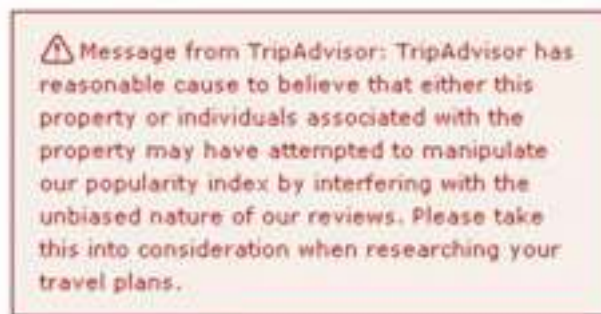 Message from TripAdvisor: TripAdvisor has
reasonable cause to believe that either this
property or individuals associated with the
property may have attempted to manipulate
our popularity index by interfering with the
unbiased nature of our reviews. Please take
this into consideration when researching your
travel plans.